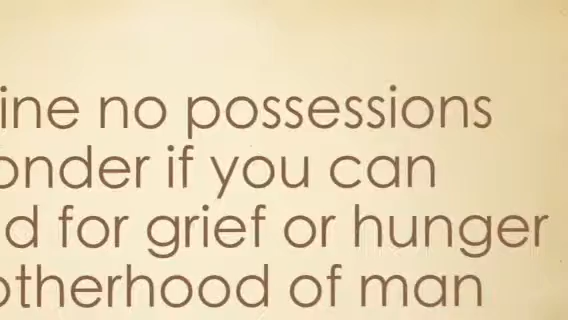 ine no possessions
onder if you can
d for grief or hunger
otherhood of man